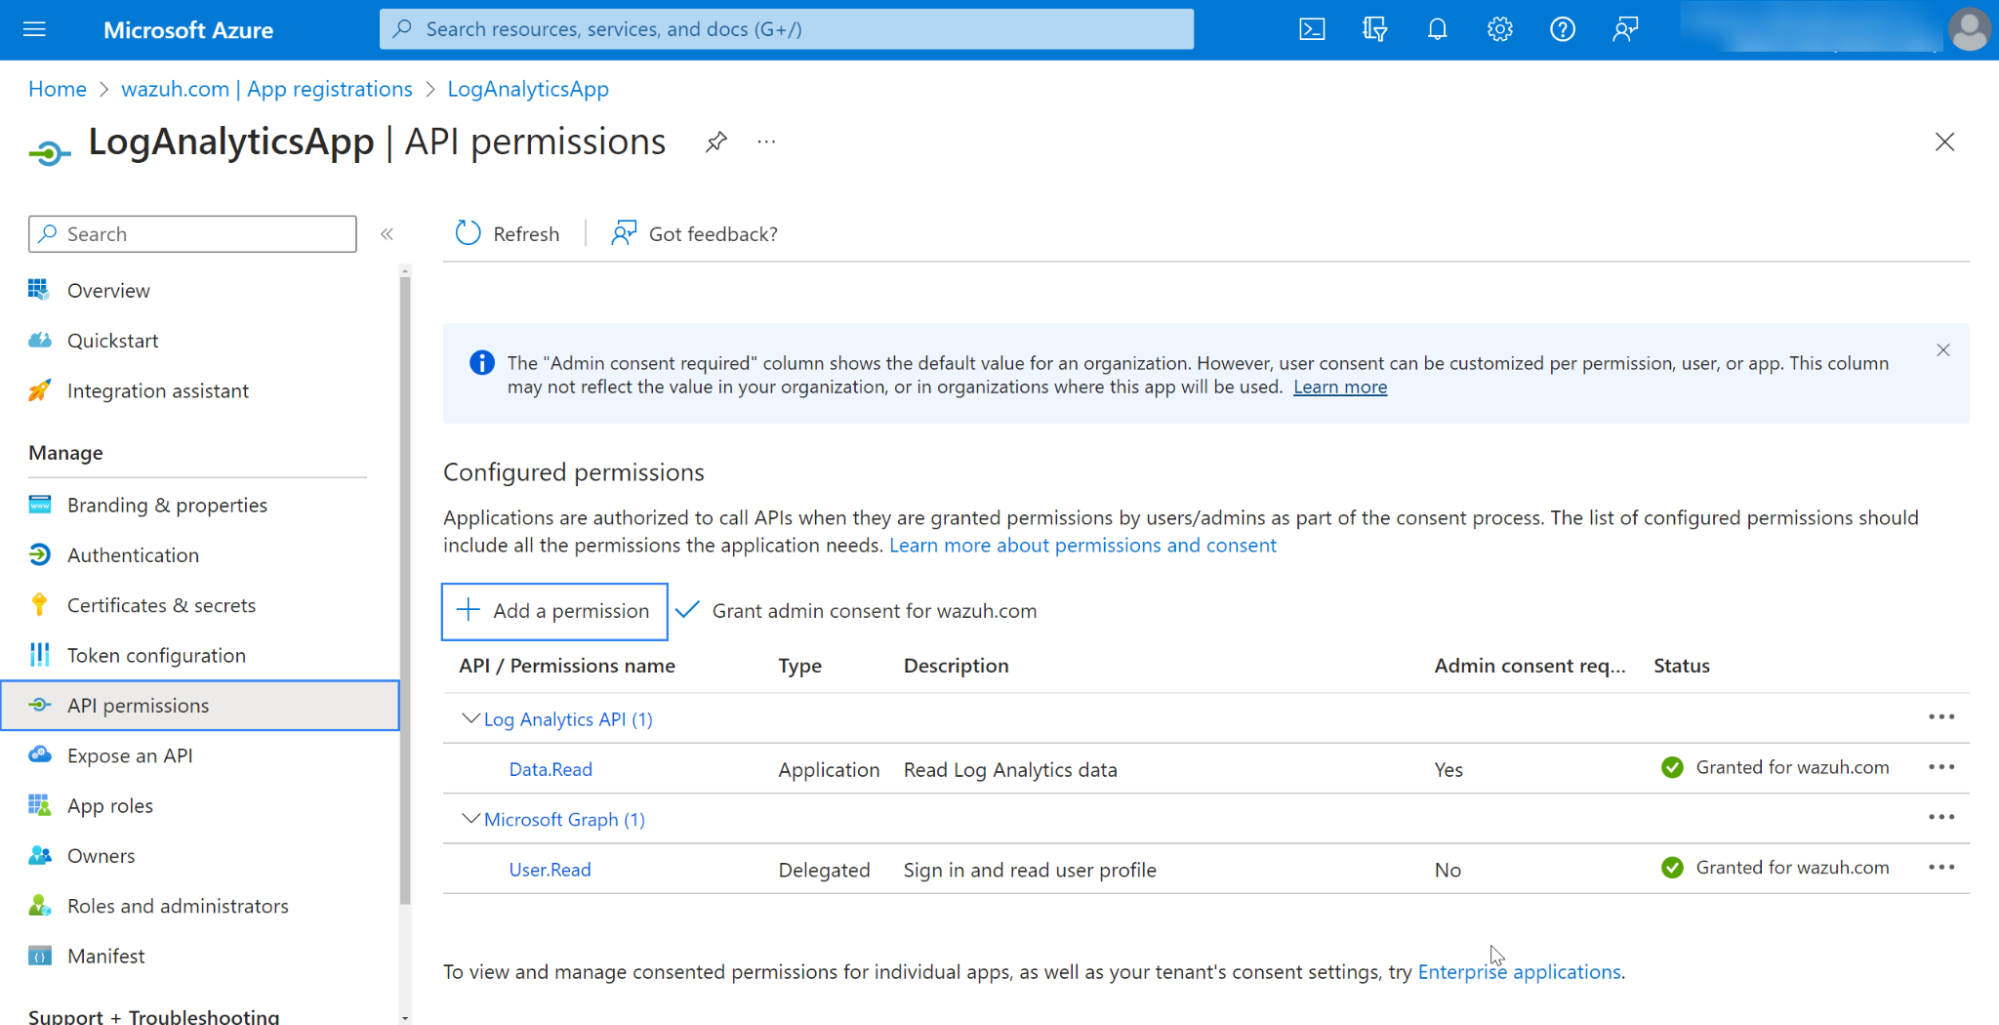 Microsoft Azure
Search resources, services, and docs (G+/)
Home > wazuh.com | App registrations > LogAnalyticsApp
LogAnalyticsApp | API permissions
Search
Refresh
Got feedback?
Overview
Quickstart
Integration assistant
Manage
Branding & properties
Authentication
Certificates & secrets
Token configuration
API permissions
Expose an API
App roles
Owners
Roles and administrators
Manifest
Support + Troubleshooting
The "Admin consent required" column shows the default value for an organization. However, user consent can be customized per permission, user, or app. This column
may not reflect the value in your organization, or in organizations where this app will be used. Learn more
Configured permissions
Applications are authorized to call APIs when they are granted permissions by users/admins as part of the consent process. The list of configured permissions should
include all the permissions the application needs. Learn more about permissions and consent
Add a permission
Grant admin consent for wazuh.com
API / Permissions name Type Description Admin consent req... Status
Log Analytics API (1)
Data.Read Application Read Log Analytics data Yes Granted for wazuh.com
Microsoft Graph (1)
User.Read Delegated Sign in and read user profile No Granted for wazuh.com
To view and manage consented permissions for individual apps, as well as your tenant's consent settings, try Enterprise applications.